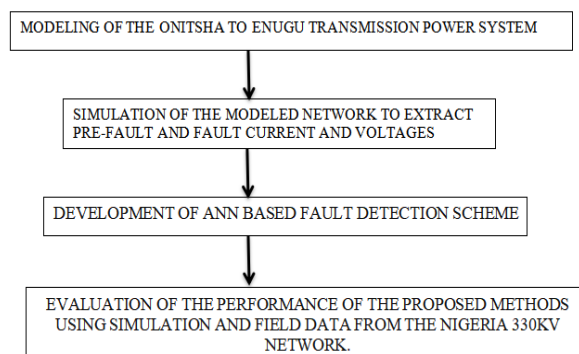 MODELING OF THE ONITSHA TO ENUGU TRANSMISSION POWER SYSTEM
SIMULATION OF THE MODELED NETWORK TO EXTRACT
PRE-FAULT AND FAULT CURRENT AND VOLTAGES
DEVELOPMENT OF ANN BASED FAULT DETECTION SCHEME
EVALUATION OF THE PERFORMANCE OF THE PROPOSED METHODS
USING SIMULATION AND FIELD DATA FROM THE NIGERIA 330KV
NETWORK.